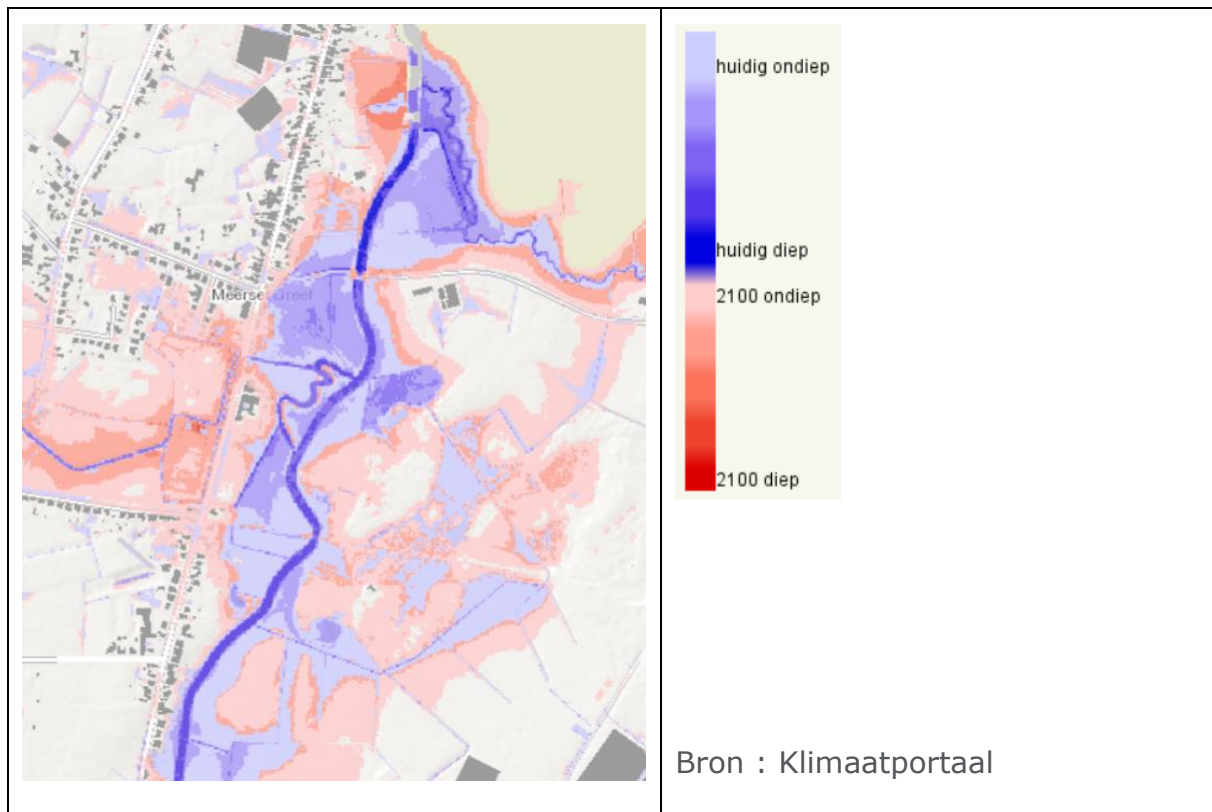 Meersel Dreef
huidig ondiep
huidig diep
2100 ondiep
2100 diep
Bron : Klimaatportaal